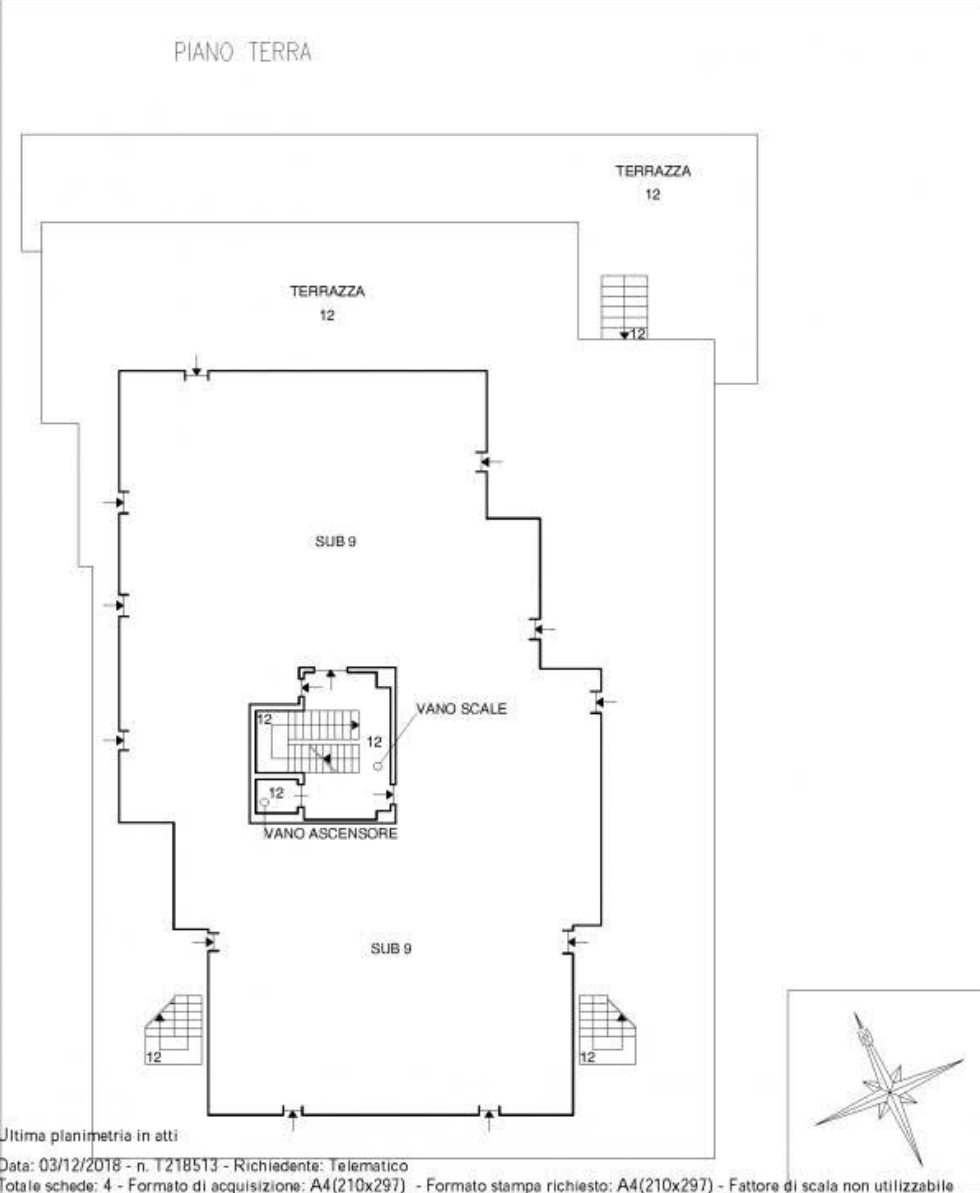 PIANO TERRA
TERRAZZA
12
TERRAZZA
12
12
SUB 9
VANO SCALE
12
12
12
VANO ASCENSORE
SUB 9
12
12
N
Ultima planimetria in atti
Data: 03/12/2018 - n. T218513 - Richiedente: Telematico
Totale schede: 4 - Formato di acquisizione: A4(210x297) - Formato stampa richiesto: A4(210x297) - Fattore di scala non utilizzabile